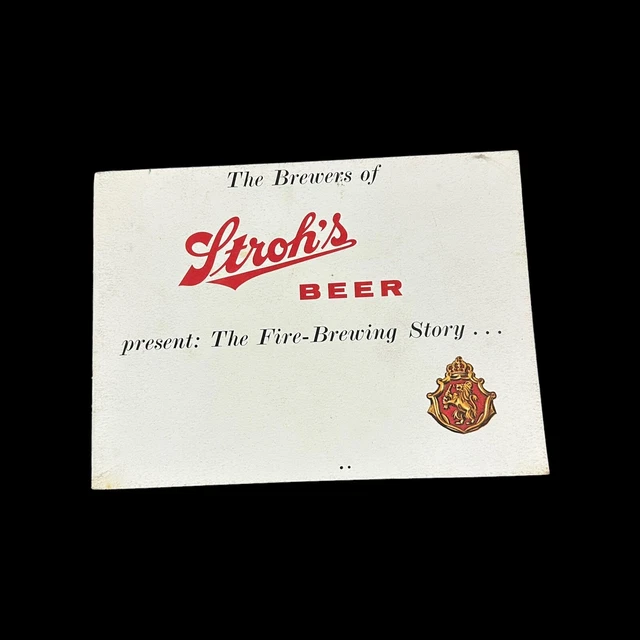 The Brewers of
Stroh's
BEER
present: The Fire-Brewing Story . . .